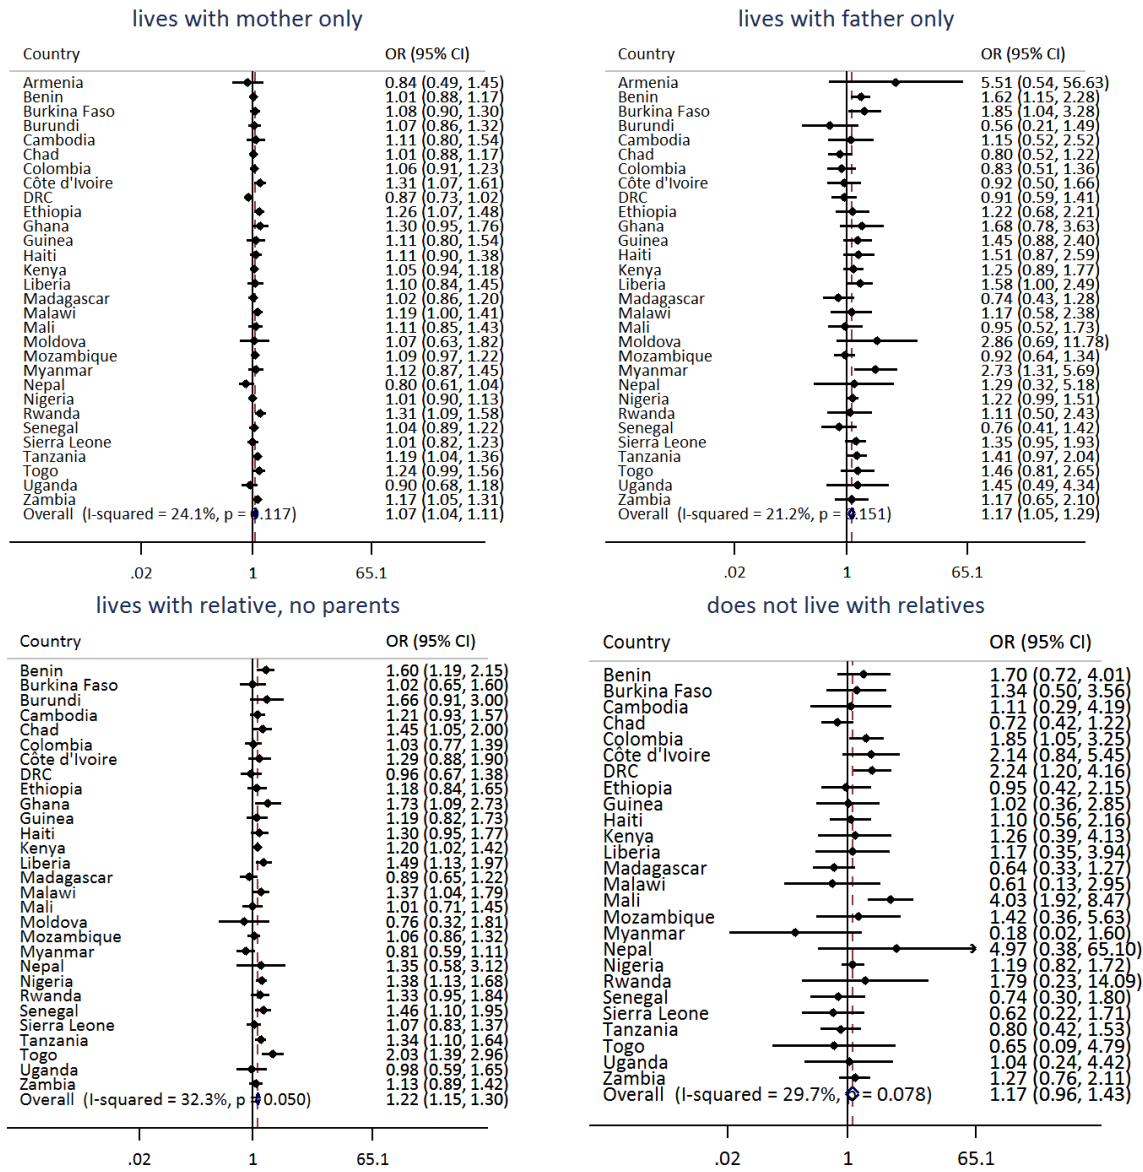 lives with mother only
Country OR (95% CI)
Armenia 0.84 (0.49, 1.45)
Benin 1.01 (0.88, 1.17)
Burkina Faso 1.08 (0.90, 1.30)
Burundi 1.07 (0.86, 1.32)
Cambodia 1.11 (0.80, 1.54)
Chad 1.01 (0.88, 1.17)
Colombia 1.06 (0.91, 1.23)
Côte d'Ivoire 1.31 (1.07, 1.61)
DRC 0.87 (0.73, 1.02)
Ethiopia 1.26 (1.07, 1.48)
Ghana 1.30 (0.95, 1.76)
Guinea 1.11 (0.80, 1.54)
Haiti 1.11 (0.90, 1.38)
Kenya 1.05 (0.94, 1.18)
Liberia 1.10 (0.84, 1.45)
Madagascar 1.02 (0.86, 1.20)
Malawi 1.19 (1.00, 1.41)
Mali 1.11 (0.85, 1.43)
Moldova 1.07 (0.63, 1.82)
Mozambique 1.09 (0.97, 1.22)
Myanmar 1.12 (0.87, 1.45)
Nepal 0.80 (0.61, 1.04)
Nigeria 1.01 (0.90, 1.13)
Rwanda 1.31 (1.09, 1.58)
Senegal 1.04 (0.89, 1.22)
Sierra Leone 1.01 (0.82, 1.23)
Tanzania 1.19 (1.04, 1.36)
Togo 1.24 (0.99, 1.56)
Uganda 0.90 (0.68, 1.18)
Zambia 1.17 (1.05, 1.31)
Overall (I-squared = 24.1%, p = 0.117) 1.07 (1.04, 1.11)
.02 1 65.1
lives with father only
Country OR (95% CI)
Armenia 5.51 (0.54, 56.63)
Benin 1.62 (1.15, 2.28)
Burkina Faso 1.85 (1.04, 3.28)
Burundi 0.56 (0.21, 1.49)
Cambodia 1.15 (0.52, 2.52)
Chad 0.80 (0.52, 1.22)
Colombia 0.83 (0.51, 1.36)
Côte d'Ivoire 0.92 (0.50, 1.66)
DRC 0.91 (0.59, 1.41)
Ethiopia 1.22 (0.68, 2.21)
Ghana 1.68 (0.78, 3.63)
Guinea 1.45 (0.88, 2.40)
Haiti 1.51 (0.87, 2.59)
Kenya 1.25 (0.89, 1.77)
Liberia 1.58 (1.00, 2.49)
Madagascar 0.74 (0.43, 1.28)
Malawi 1.17 (0.58, 2.38)
Mali 0.95 (0.52, 1.73)
Moldova 2.86 (0.69, 11.78)
Mozambique 0.92 (0.64, 1.34)
Myanmar 2.73 (1.31, 5.69)
Nepal 1.29 (0.32, 5.18)
Nigeria 1.22 (0.99, 1.51)
Rwanda 1.11 (0.50, 2.43)
Senegal 0.76 (0.41, 1.42)
Sierra Leone 1.35 (0.95, 1.93)
Tanzania 1.41 (0.97, 2.04)
Togo 1.46 (0.81, 2.65)
Uganda 1.45 (0.49, 4.34)
Zambia 1.17 (0.65, 2.10)
Overall (I-squared = 21.2%, p = 0.151) 1.17 (1.05, 1.29)
.02 1 65.1
lives with relative, no parents
Country OR (95% CI)
Benin 1.60 (1.19, 2.15)
Burkina Faso 1.02 (0.65, 1.60)
Burundi 1.66 (0.91, 3.00)
Cambodia 1.21 (0.93, 1.57)
Chad 1.45 (1.05, 2.00)
Colombia 1.03 (0.77, 1.39)
Côte d'Ivoire 1.29 (0.88, 1.90)
DRC 0.96 (0.67, 1.38)
Ethiopia 1.18 (0.84, 1.65)
Ghana 1.73 (1.09, 2.73)
Guinea 1.19 (0.82, 1.73)
Haiti 1.30 (0.95, 1.77)
Kenya 1.20 (1.02, 1.42)
Liberia 1.49 (1.13, 1.97)
Madagascar 0.89 (0.65, 1.22)
Malawi 1.37 (1.04, 1.79)
Mali 1.01 (0.71, 1.45)
Moldova 0.76 (0.32, 1.81)
Mozambique 1.06 (0.86, 1.32)
Myanmar 0.81 (0.59, 1.11)
Nepal 1.35 (0.58, 3.12)
Nigeria 1.38 (1.13, 1.68)
Rwanda 1.33 (0.95, 1.84)
Senegal 1.46 (1.10, 1.95)
Sierra Leone 1.07 (0.83, 1.37)
Tanzania 1.34 (1.10, 1.64)
Togo 2.03 (1.39, 2.96)
Uganda 0.98 (0.59, 1.65)
Zambia 1.13 (0.89, 1.42)
Overall (I-squared = 32.3%, p = 0.050) 1.22 (1.15, 1.30)
.02 1 65.1
does not live with relatives
Country OR (95% CI)
Benin 1.70 (0.72, 4.01)
Burkina Faso 1.34 (0.50, 3.56)
Cambodia 1.11 (0.29, 4.19)
Chad 0.72 (0.42, 1.22)
Colombia 1.85 (1.05, 3.25)
Côte d'Ivoire 2.14 (0.84, 5.45)
DRC 2.24 (1.20, 4.16)
Ethiopia 0.95 (0.42, 2.15)
Guinea 1.02 (0.36, 2.85)
Haiti 1.10 (0.56, 2.16)
Kenya 1.26 (0.39, 4.13)
Liberia 1.17 (0.35, 3.94)
Madagascar 0.64 (0.33, 1.27)
Malawi 0.61 (0.13, 2.95)
Mali 4.03 (1.92, 8.47)
Mozambique 1.42 (0.36, 5.63)
Myanmar 0.18 (0.02, 1.60)
Nepal 4.97 (0.38, 65.10)
Nigeria 1.19 (0.82, 1.72)
Rwanda 1.79 (0.23, 14.09)
Senegal 0.74 (0.30, 1.80)
Sierra Leone 0.62 (0.22, 1.71)
Tanzania 0.80 (0.42, 1.53)
Togo 0.65 (0.09, 4.79)
Uganda 1.04 (0.24, 4.42)
Zambia 1.27 (0.76, 2.11)
Overall (I-squared = 29.7%, = 0.078) 1.17 (0.96, 1.43)
.02 1 65.1